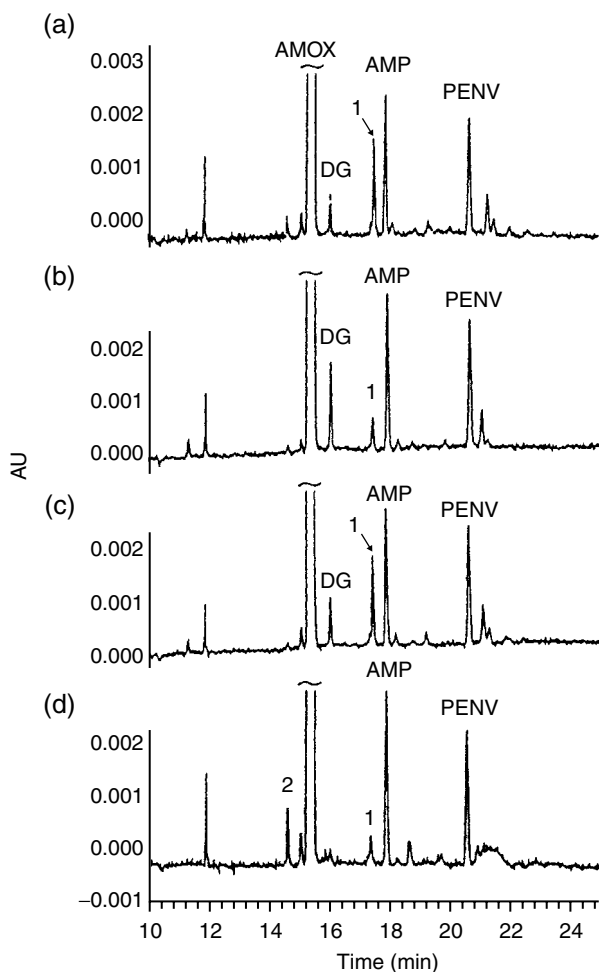 (a)
0.003
0.002
0.001
0.000
AMOX
DG
1
AMP
PENV
(b)
0.002
0.001
0.000
DG
1
AMP
PENV
AU
(c)
0.002
0.001
0.000
DG
1
AMP
PENV
(d)
0.002
0.001
0.000
−0.001
2
1
AMP
PENV
10 12 14 16 18 20 22 24
Time (min)